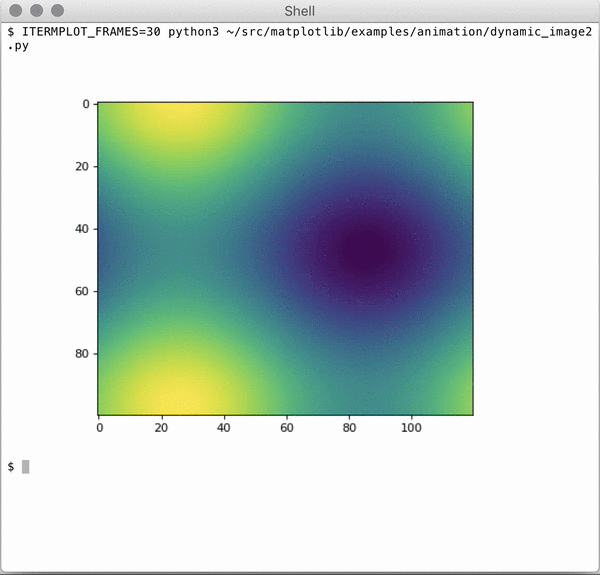 Shell
$ ITERMPLOT_FRAMES=30 python3 ~/src/matplotlib/examples/animation/dynamic_image2
.py
0
20
40
60
80
0 20 40 60 80 100
$